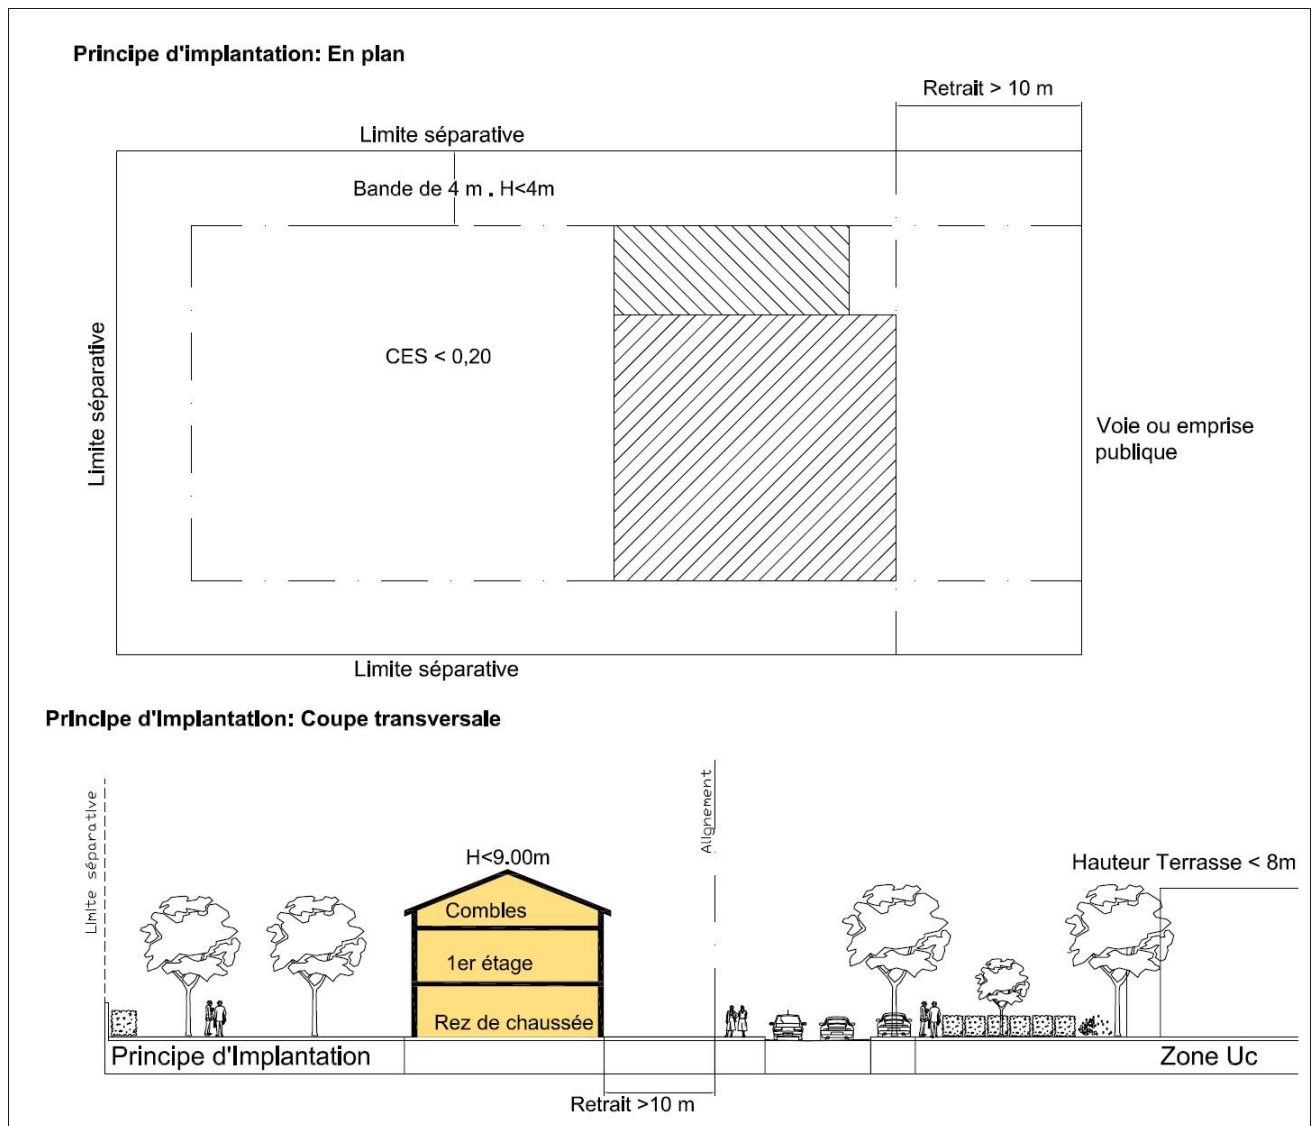 Principe d'implantation: En plan
Retrait > 10 m
Limite séparative
Bande de 4 m . H<4m
Limite séparative
CES < 0,20
Voie ou emprise
publique
Limite séparative
Principe d'Implantation: Coupe transversale
Limite séparative
Alignement
H<9.00m
Hauteur Terrasse < 8m
Combles
1er étage
Rez de chaussée
Principe d'Implantation
Zone Uc
Retrait >10 m